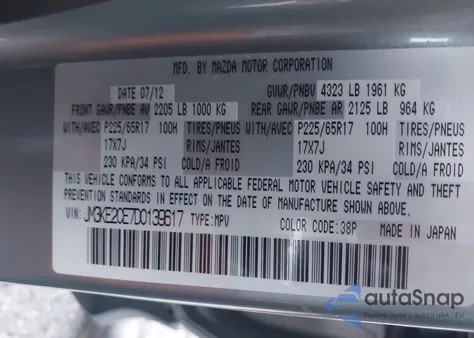 MFD. BY MAZDA MOTOR CORPORATION
DATE 07/12 GVWR/PNBV 4323 LB 1961 KG
FRONT GAWR/PNBE AV 2205 LB 1000 KG REAR GAWR/PNBE AR 2125 LB 964 KG
WITH/AVEC P225/65R17 100H TIRES/PNEUS WITH/AVEC P225/65R17 100H TIRES/PNEUS
17X7J RIMS/JANTES 17X7J RIMS/JANTES
230 KPA/34 PSI COLD/A FROID 230 KPA/34 PSI COLD/A FROID
THIS VEHICLE CONFORMS TO ALL APPLICABLE FEDERAL MOTOR VEHICLE SAFETY AND THEFT
PREVENTION STANDARDS IN EFFECT ON THE DATE OF MANUFACTURE SHOWN ABOVE.
VIN: JM3KE2CE7D0139617 TYPE:MPV COLOR CODE:38P MADE IN JAPAN
autoSnap